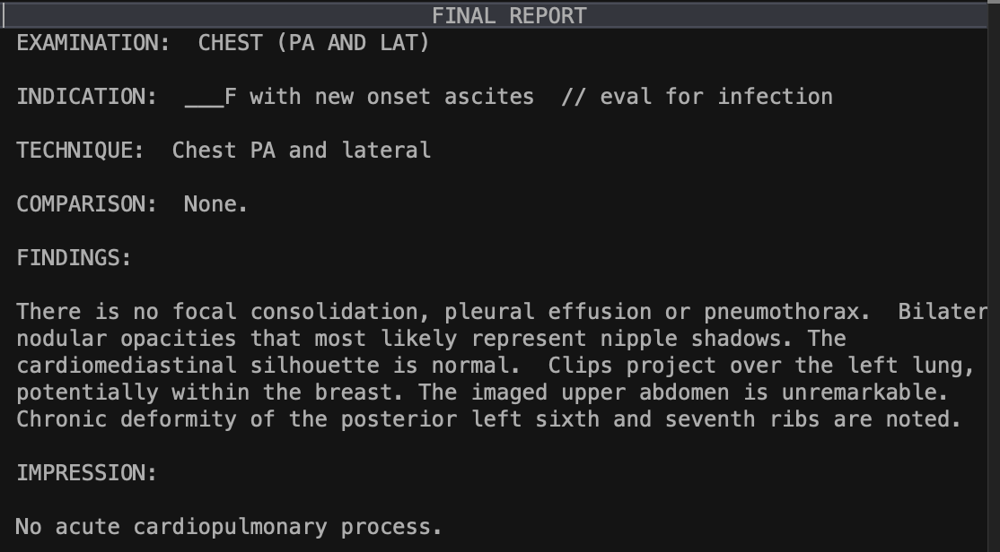 FINAL REPORT
EXAMINATION:  CHEST (PA AND LAT)
INDICATION:  ___F with new onset ascites  // eval for infection
TECHNIQUE:  Chest PA and lateral
COMPARISON:  None.
FINDINGS:
There is no focal consolidation, pleural effusion or pneumothorax.  Bilater
nodular opacities that most likely represent nipple shadows. The
cardiomediastinal silhouette is normal.  Clips project over the left lung,
potentially within the breast. The imaged upper abdomen is unremarkable.
Chronic deformity of the posterior left sixth and seventh ribs are noted.
IMPRESSION:
No acute cardiopulmonary process.